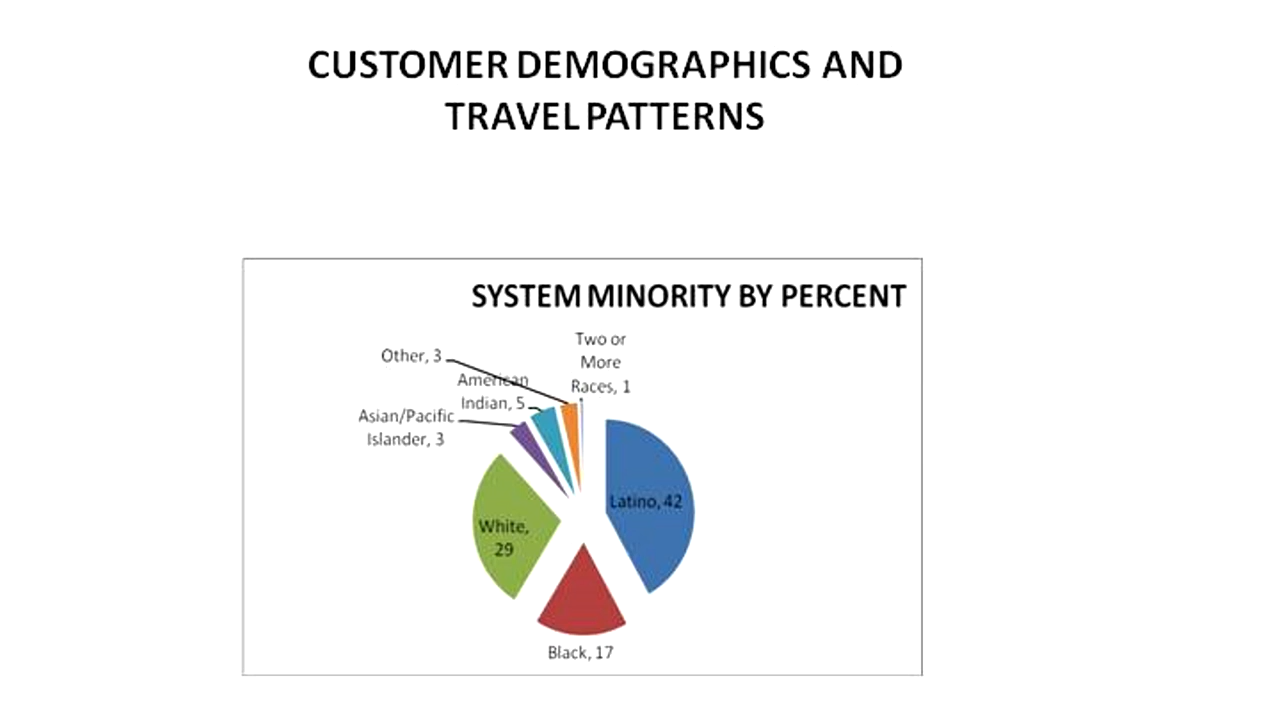 CUSTOMER DEMOGRAPHICS AND
TRAVEL PATTERNS
SYSTEM MINORITY BY PERCENT
Two or
More
Races, 1
Other, 3
American
Indian, 5
Asian/Pacific
Islander, 3
Latino, 42
White,
29
Black, 17